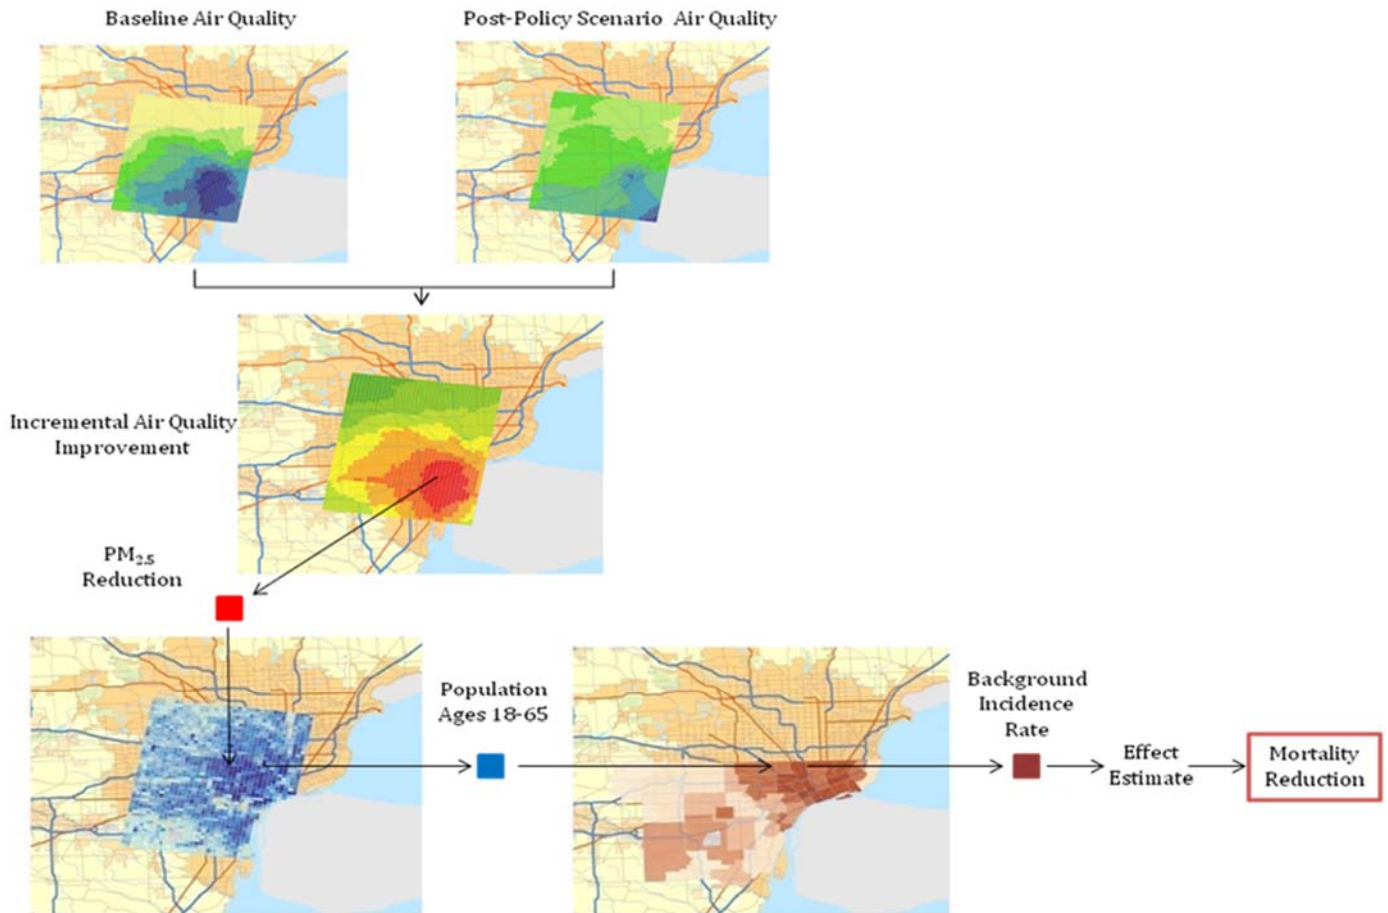 Baseline Air Quality
Post-Policy Scenario Air Quality
Incremental Air Quality
Improvement
PM₂.₅
Reduction
Population
Ages 18-65
Background
Incidence
Rate
Effect
Estimate
Mortality
Reduction